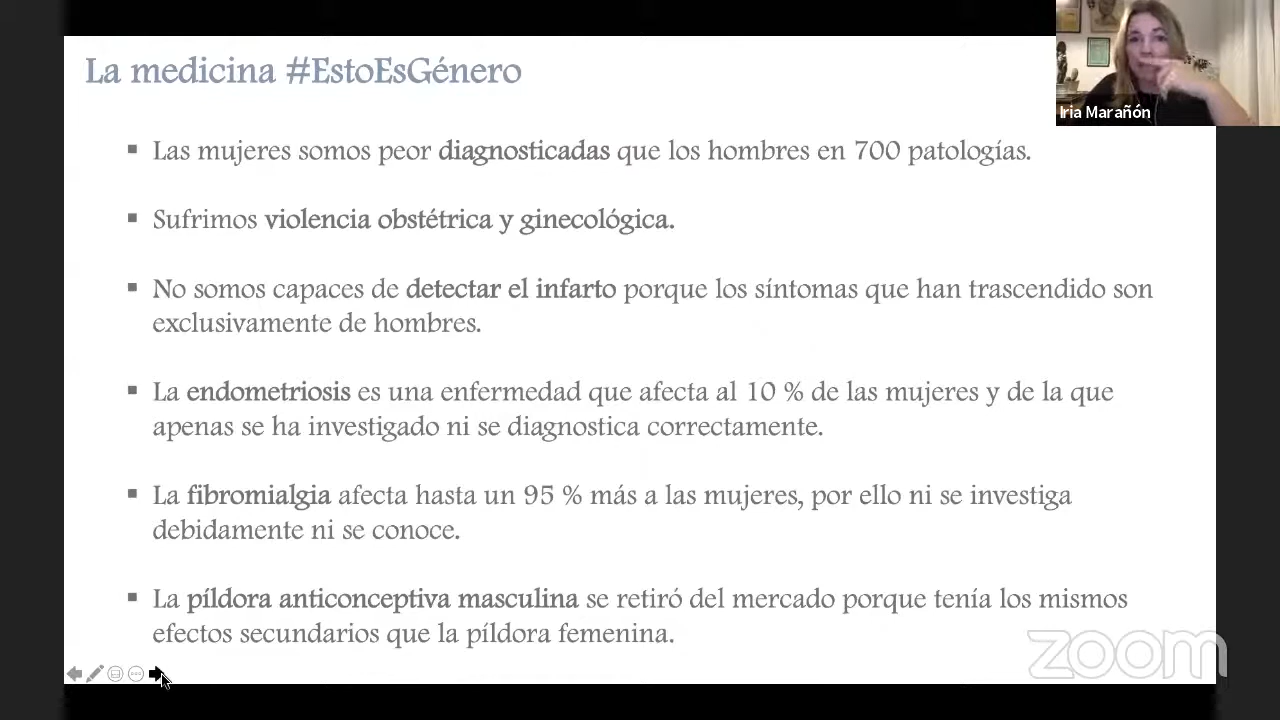 La medicina #EstoEsGénero
Iria Marañón
▪ Las mujeres somos peor diagnosticadas que los hombres en 700 patologías.
▪ Sufrimos violencia obstétrica y ginecológica.
▪ No somos capaces de detectar el infarto porque los síntomas que han trascendido son
exclusivamente de hombres.
▪ La endometriosis es una enfermedad que afecta al 10 % de las mujeres y de la que
apenas se ha investigado ni se diagnostica correctamente.
▪ La fibromialgia afecta hasta un 95 % más a las mujeres, por ello ni se investiga
debidamente ni se conoce.
▪ La píldora anticonceptiva masculina se retiró del mercado porque tenía los mismos
efectos secundarios que la píldora femenina.
zoom